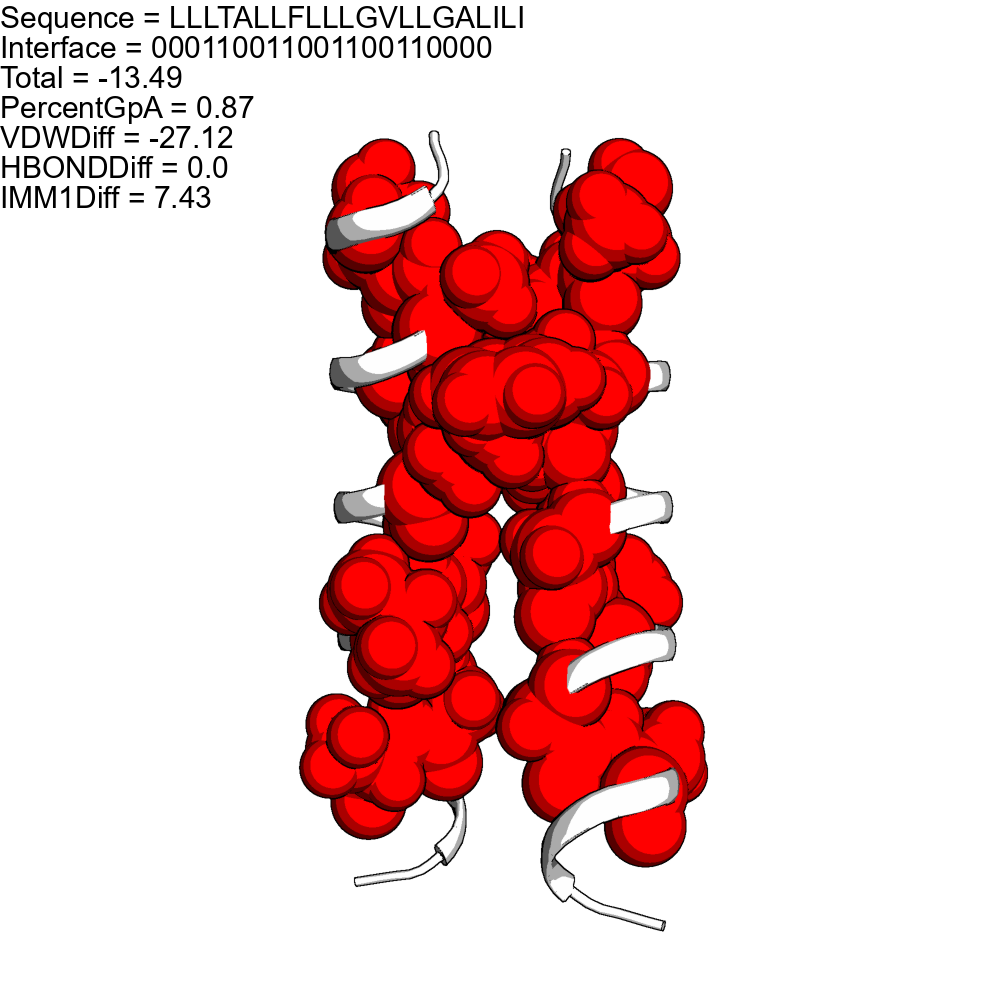 Sequence = LLLTALLFLLLGVLLGALILI
Interface = 000110011001100110000
Total = -13.49
PercentGpA = 0.87
VDWDiff = -27.12
HBONDDiff = 0.0
IMM1Diff = 7.43